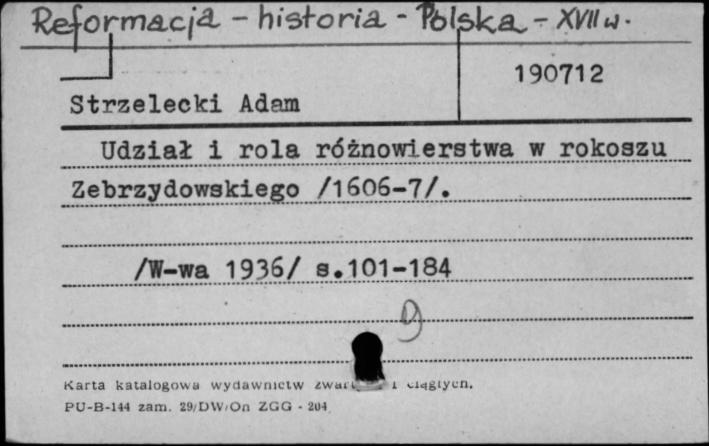 Reformacja - historia - Polska - XVII w.
190712
Strzelecki Adam
Udział i rola różnowierstwa w rokoszu
Zebrzydowskiego /1606-7/.
/W-wa 1936/ s.101-184
Karta katalogowa wydawnictw i ciągłych.
PU-B-144 zam. 29/DW/On ZGG - 204